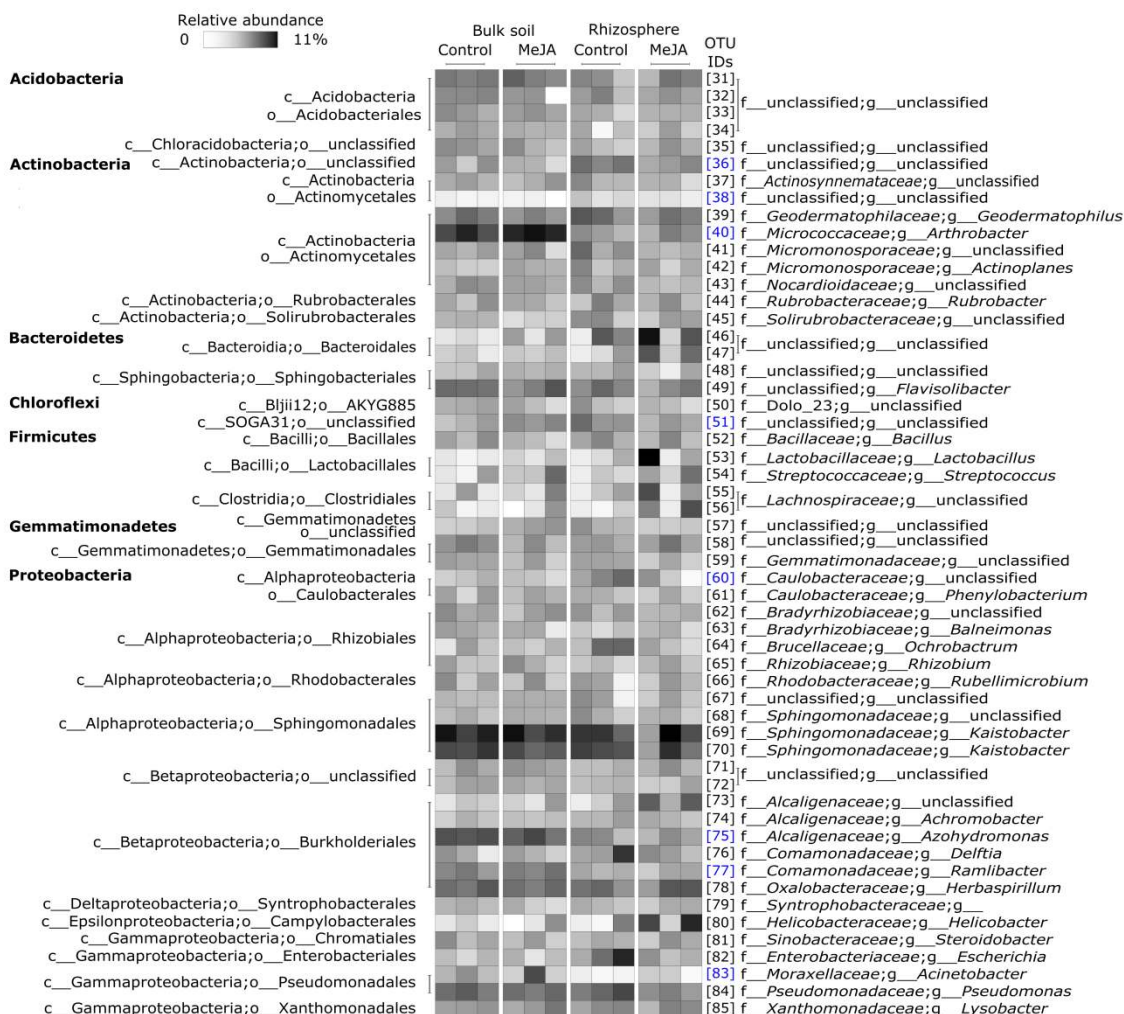 Relative abundance
0 11%
Bulk soil Rhizosphere OTU
Control MeJA Control MeJA IDs
Acidobacteria [31]
c__Acidobacteria [32] f__unclassified;g__unclassified
o__Acidobacteriales [33]
[34]
c__Chloracidobacteria;o__unclassified [35] f__unclassified;g__unclassified
Actinobacteria c__Actinobacteria;o__unclassified [36] f__unclassified;g__unclassified
c__Actinobacteria [37] f__Actinosynnemataceae;g__unclassified
o__Actinomycetales [38] f__unclassified;g__unclassified
[39] f__Geodermatophilaceae;g__Geodermatophilus
c__Actinobacteria [40] f__Micrococcaceae;g__Arthrobacter
o__Actinomycetales [41] f__Micromonosporaceae;g__unclassified
[42] f__Micromonosporaceae;g__Actinoplanes
[43] f__Nocardioidaceae;g__unclassified
c__Actinobacteria;o__Rubrobacterales [44] f__Rubrobacteraceae;g__Rubrobacter
c__Actinobacteria;o__Solirubrobacterales [45] f__Solirubrobacteraceae;g__unclassified
Bacteroidetes [46]
c__Bacteroidia;o__Bacteroidales [47] f__unclassified;g__unclassified
[48] f__unclassified;g__unclassified
c__Sphingobacteria;o__Sphingobacteriales [49] f__unclassified;g__Flavisolibacter
Chloroflexi c__Bljii12;o__AKYG885 [50] f__Dolo_23;g__unclassified
c__SOGA31;o__unclassified [51] f__unclassified;g__unclassified
Firmicutes c__Bacilli;o__Bacillales [52] f__Bacillaceae;g__Bacillus
c__Bacilli;o__Lactobacillales [53] f__Lactobacillaceae;g__Lactobacillus
[54] f__Streptococcaceae;g__Streptococcus
c__Clostridia;o__Clostridiales [55] f__Lachnospiraceae;g__unclassified
[56]
Gemmatimonadetes c__Gemmatimonadetes [57] f__unclassified;g__unclassified
o__unclassified
c__Gemmatimonadetes;o__Gemmatimonadales [58] f__unclassified;g__unclassified
[59] f__Gemmatimonadaceae;g__unclassified
Proteobacteria c__Alphaproteobacteria [60] f__Caulobacteraceae;g__unclassified
o__Caulobacterales [61] f__Caulobacteraceae;g__Phenylobacterium
[62] f__Bradyrhizobiaceae;g__unclassified
c__Alphaproteobacteria;o__Rhizobiales [63] f__Bradyrhizobiaceae;g__Balneimonas
[64] f__Brucellaceae;g__Ochrobactrum
[65] f__Rhizobiaceae;g__Rhizobium
c__Alphaproteobacteria;o__Rhodobacterales [66] f__Rhodobacteraceae;g__Rubellimicrobium
[67] f__unclassified;g__unclassified
c__Alphaproteobacteria;o__Sphingomonadales [68] f__Sphingomonadaceae;g__unclassified
[69] f__Sphingomonadaceae;g__Kaistobacter
[70] f__Sphingomonadaceae;g__Kaistobacter
c__Betaproteobacteria;o__unclassified [71] f__unclassified;g__unclassified
[72]
[73] f__Alcaligenaceae;g__unclassified
[74] f__Alcaligenaceae;g__Achromobacter
c__Betaproteobacteria;o__Burkholderiales [75] f__Alcaligenaceae;g__Azohydromonas
[76] f__Comamonadaceae;g__Delftia
[77] f__Comamonadaceae;g__Ramlibacter
[78] f__Oxalobacteraceae;g__Herbaspirillum
c__Deltaproteobacteria;o__Syntrophobacterales [79] f__Syntrophobacteraceae;g__
c__Epsilonproteobacteria;o__Campylobacterales [80] f__Helicobacteraceae;g__Helicobacter
c__Gammaproteobacteria;o__Chromatiales [81] f__Sinobacteraceae;g__Steroidobacter
c__Gammaproteobacteria;o__Enterobacteriales [82] f__Enterobacteriaceae;g__Escherichia
c__Gammaproteobacteria;o__Pseudomonadales [83] f__Moraxellaceae;g__Acinetobacter
[84] f__Pseudomonadaceae;g__Pseudomonas
c__Gammaproteobacteria;o__Xanthomonadales [85] f__Xanthomonadaceae;g__Lysobacter